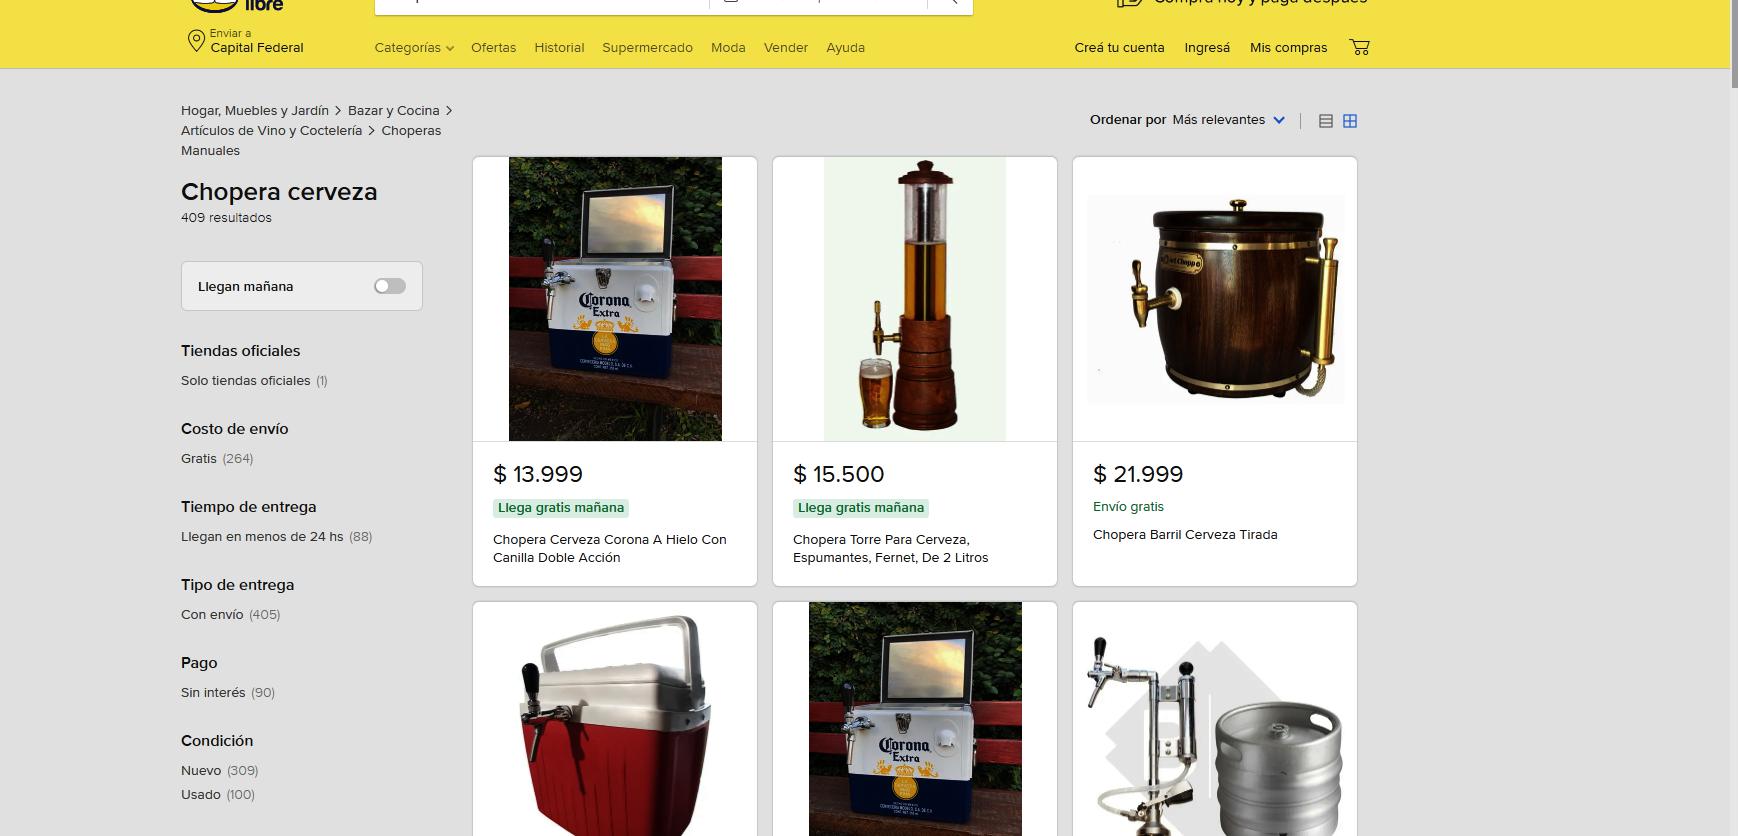 libre
Compra hoy y paga después
Enviar a
Capital Federal
Categorías
Ofertas
Historial
Supermercado
Moda
Vender
Ayuda
Creá tu cuenta
Ingresá
Mis compras
Hogar, Muebles y Jardín > Bazar y Cocina >
Artículos de Vino y Coctelería > Choperas
Manuales
Ordenar por Más relevantes
Chopera cerveza
409 resultados
Llegan mañana
Tiendas oficiales
Solo tiendas oficiales (1)
Costo de envío
Gratis (264)
Tiempo de entrega
Llegan en menos de 24 hs (88)
Tipo de entrega
Con envío (405)
Pago
Sin interés (90)
Condición
Nuevo (309)
Usado (100)
Corona
Extra
$ 13.999
Llega gratis mañana
Chopera Cerveza Corona A Hielo Con
Canilla Doble Acción
$ 15.500
Llega gratis mañana
Chopera Torre Para Cerveza,
Espumantes, Fernet, De 2 Litros
$ 21.999
Envío gratis
Chopera Barril Cerveza Tirada
Corona
Extra